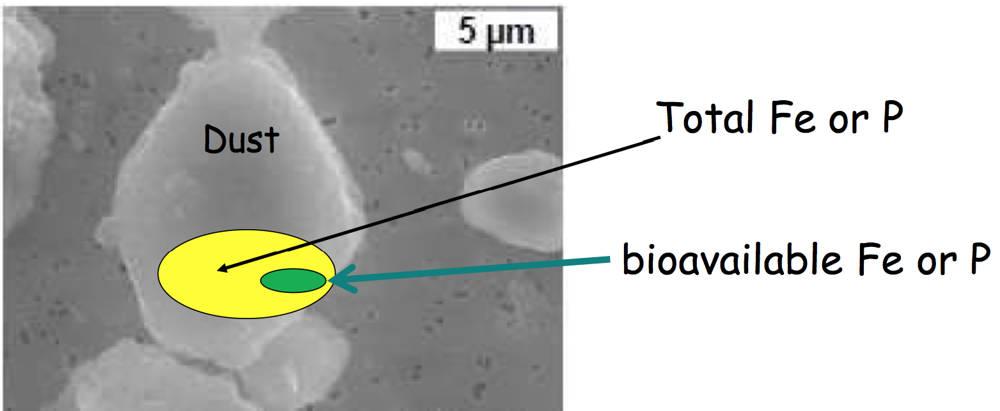 5 µm
Total Fe or P
Dust
bioavailable Fe or P